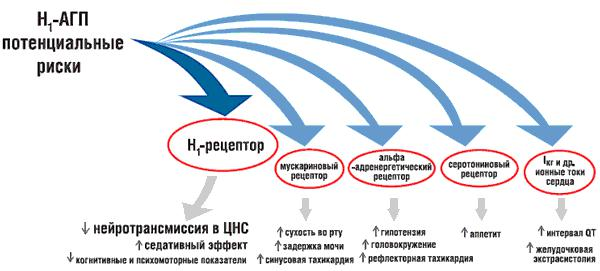 H1-АГП
потенциальные
риски
H1-рецептор
мускариновый
рецептор
альфа
-адренергетический
рецептор
серотониновый
рецептор
Iкг и др.
ионные токи
сердца
↓ нейротрансмиссия в ЦНС
↑ седативный эффект
↓ когнитивные и психомоторные показатели
↑ сухость во рту
↑ задержка мочи
↑ синусовая тахикардия
↑ гипотензия
↑ головокружение
↑ рефлекторная тахикардия
↑ аппетит
↑ интервал QT
↑ желудочковая
экстрасистолия